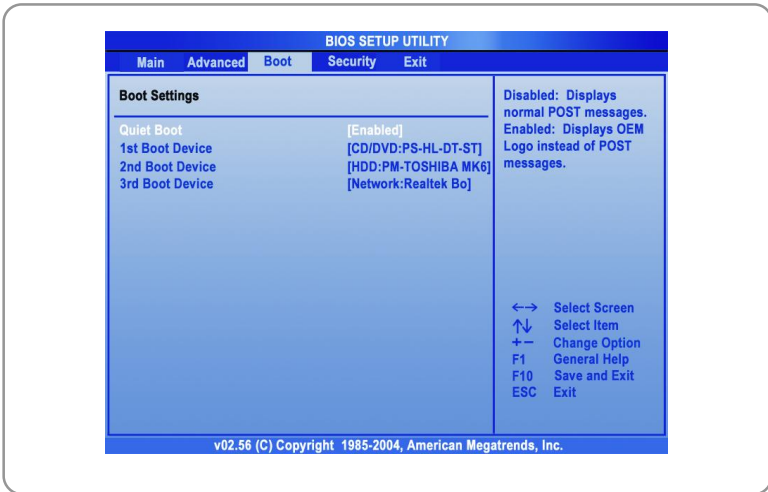 BIOS SETUP UTILITY
Main Advanced Boot Security Exit
Boot Settings
Quiet Boot [Enabled]
1st Boot Device [CD/DVD:PS-HL-DT-ST]
2nd Boot Device [HDD:PM-TOSHIBA MK6]
3rd Boot Device [Network:Realtek Bo]
Disabled: Displays
normal POST messages.
Enabled: Displays OEM
Logo instead of POST
messages.
←→ Select Screen
↑↓ Select Item
+− Change Option
F1 General Help
F10 Save and Exit
ESC Exit
v02.56 (C) Copyright 1985-2004, American Megatrends, Inc.